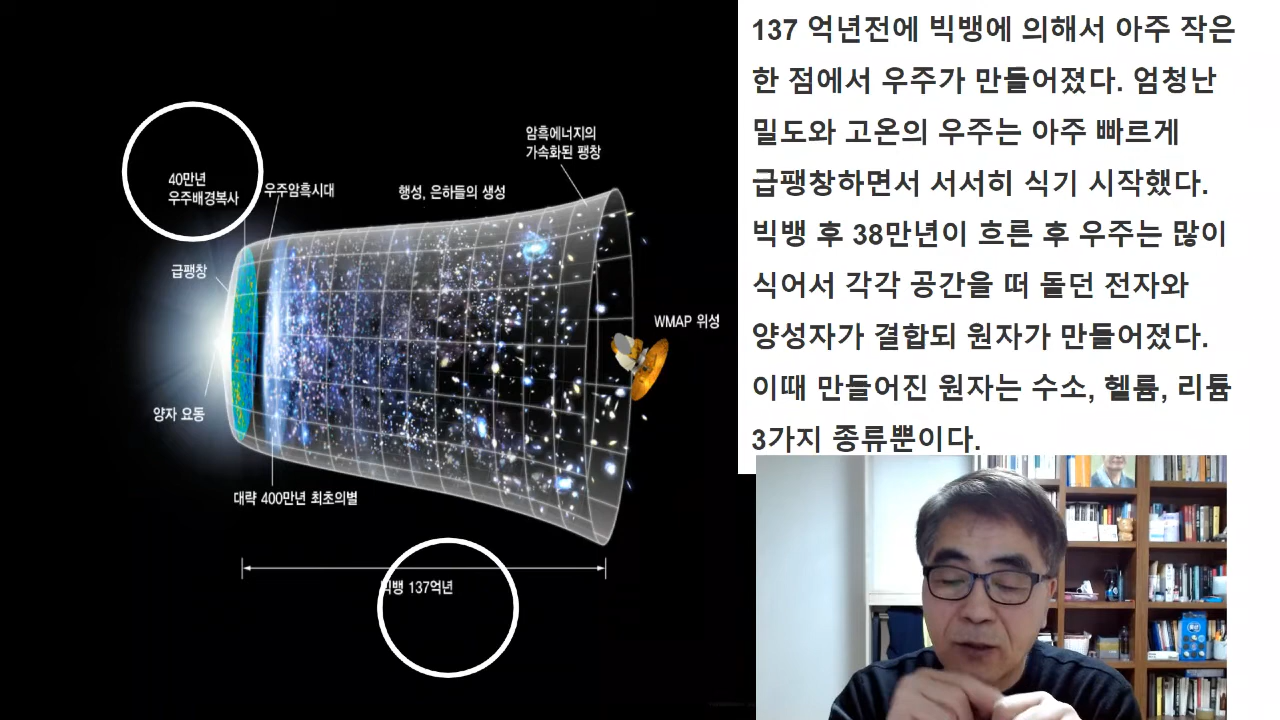 137 억년전에 빅뱅에 의해서 아주 작은
한 점에서 우주가 만들어졌다. 엄청난
밀도와 고온의 우주는 아주 빠르게
급팽창하면서 서서히 식기 시작했다.
빅뱅 후 38만년이 흐른 후 우주는 많이
식어서 각각 공간을 떠 돌던 전자와
양성자가 결합되 원자가 만들어졌다.
이때 만들어진 원자는 수소, 헬륨, 리튬
3가지 종류뿐이다.
암흑에너지의
가속화된 팽창
40만년
우주배경복사
우주암흑시대
행성, 은하들의 생성
급팽창
WMAP 위성
양자 요동
대략 400만년 최초의별
빅뱅 137억년